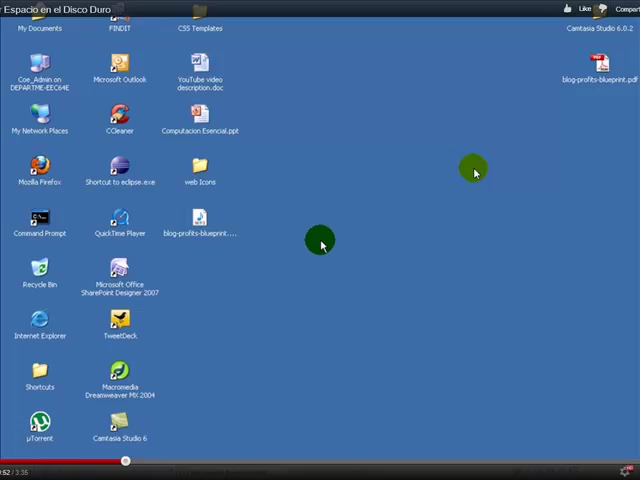 r Espacio en el Disco Duro
Like
Compart
My Documents
FINDIT
CSS Templates
Camtasia Studio 6.0.2
Coe_Admin on
DEPARTME-EEC64E
Microsoft Outlook
YouTube video
description.doc
blog-profits-blueprint.pdf
My Network Places
CCleaner
Computacion Esencial.ppt
Mozilla Firefox
Shortcut to eclipse.exe
web Icons
Command Prompt
QuickTime Player
blog-profits-blueprint....
Recycle Bin
Microsoft Office
SharePoint Designer 2007
Internet Explorer
TweetDeck
Shortcuts
Macromedia
Dreamweaver MX 2004
µTorrent
Camtasia Studio 6
0:52 / 3:35